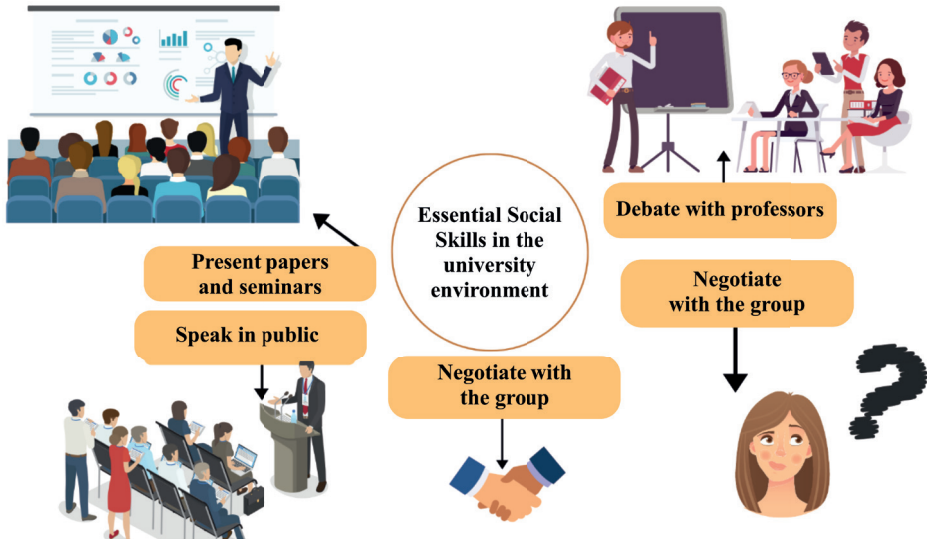 Essential Social
Skills in the
university
environment
Present papers
and seminars
Speak in public
Negotiate with
the group
Debate with professors
Negotiate
with the group
?